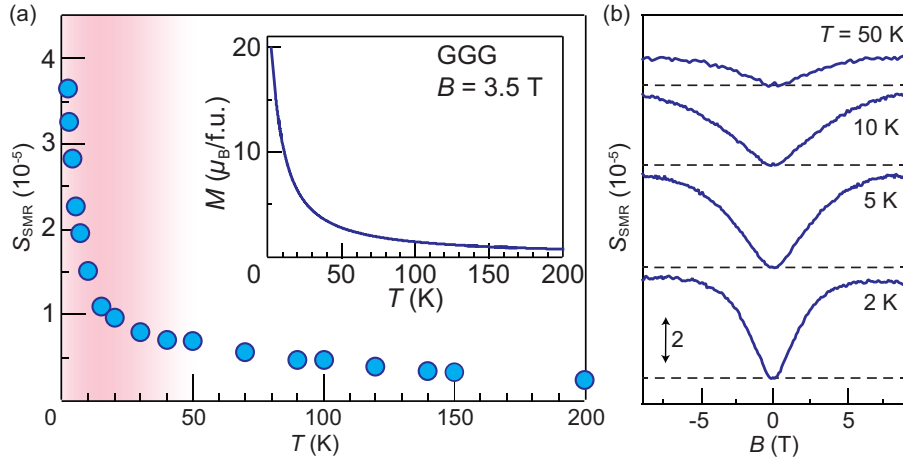 (a)
S_SMR (10⁻⁵)
4
3
2
1
0
50
100
150
200
T (K)
GGG
B = 3.5 T
M (μ_B/f.u.)
20
10
0
0
50
100
150
200
T (K)
(b)
S_SMR (10⁻⁵)
T = 50 K
10 K
5 K
2 K
2
-5
0
5
B (T)